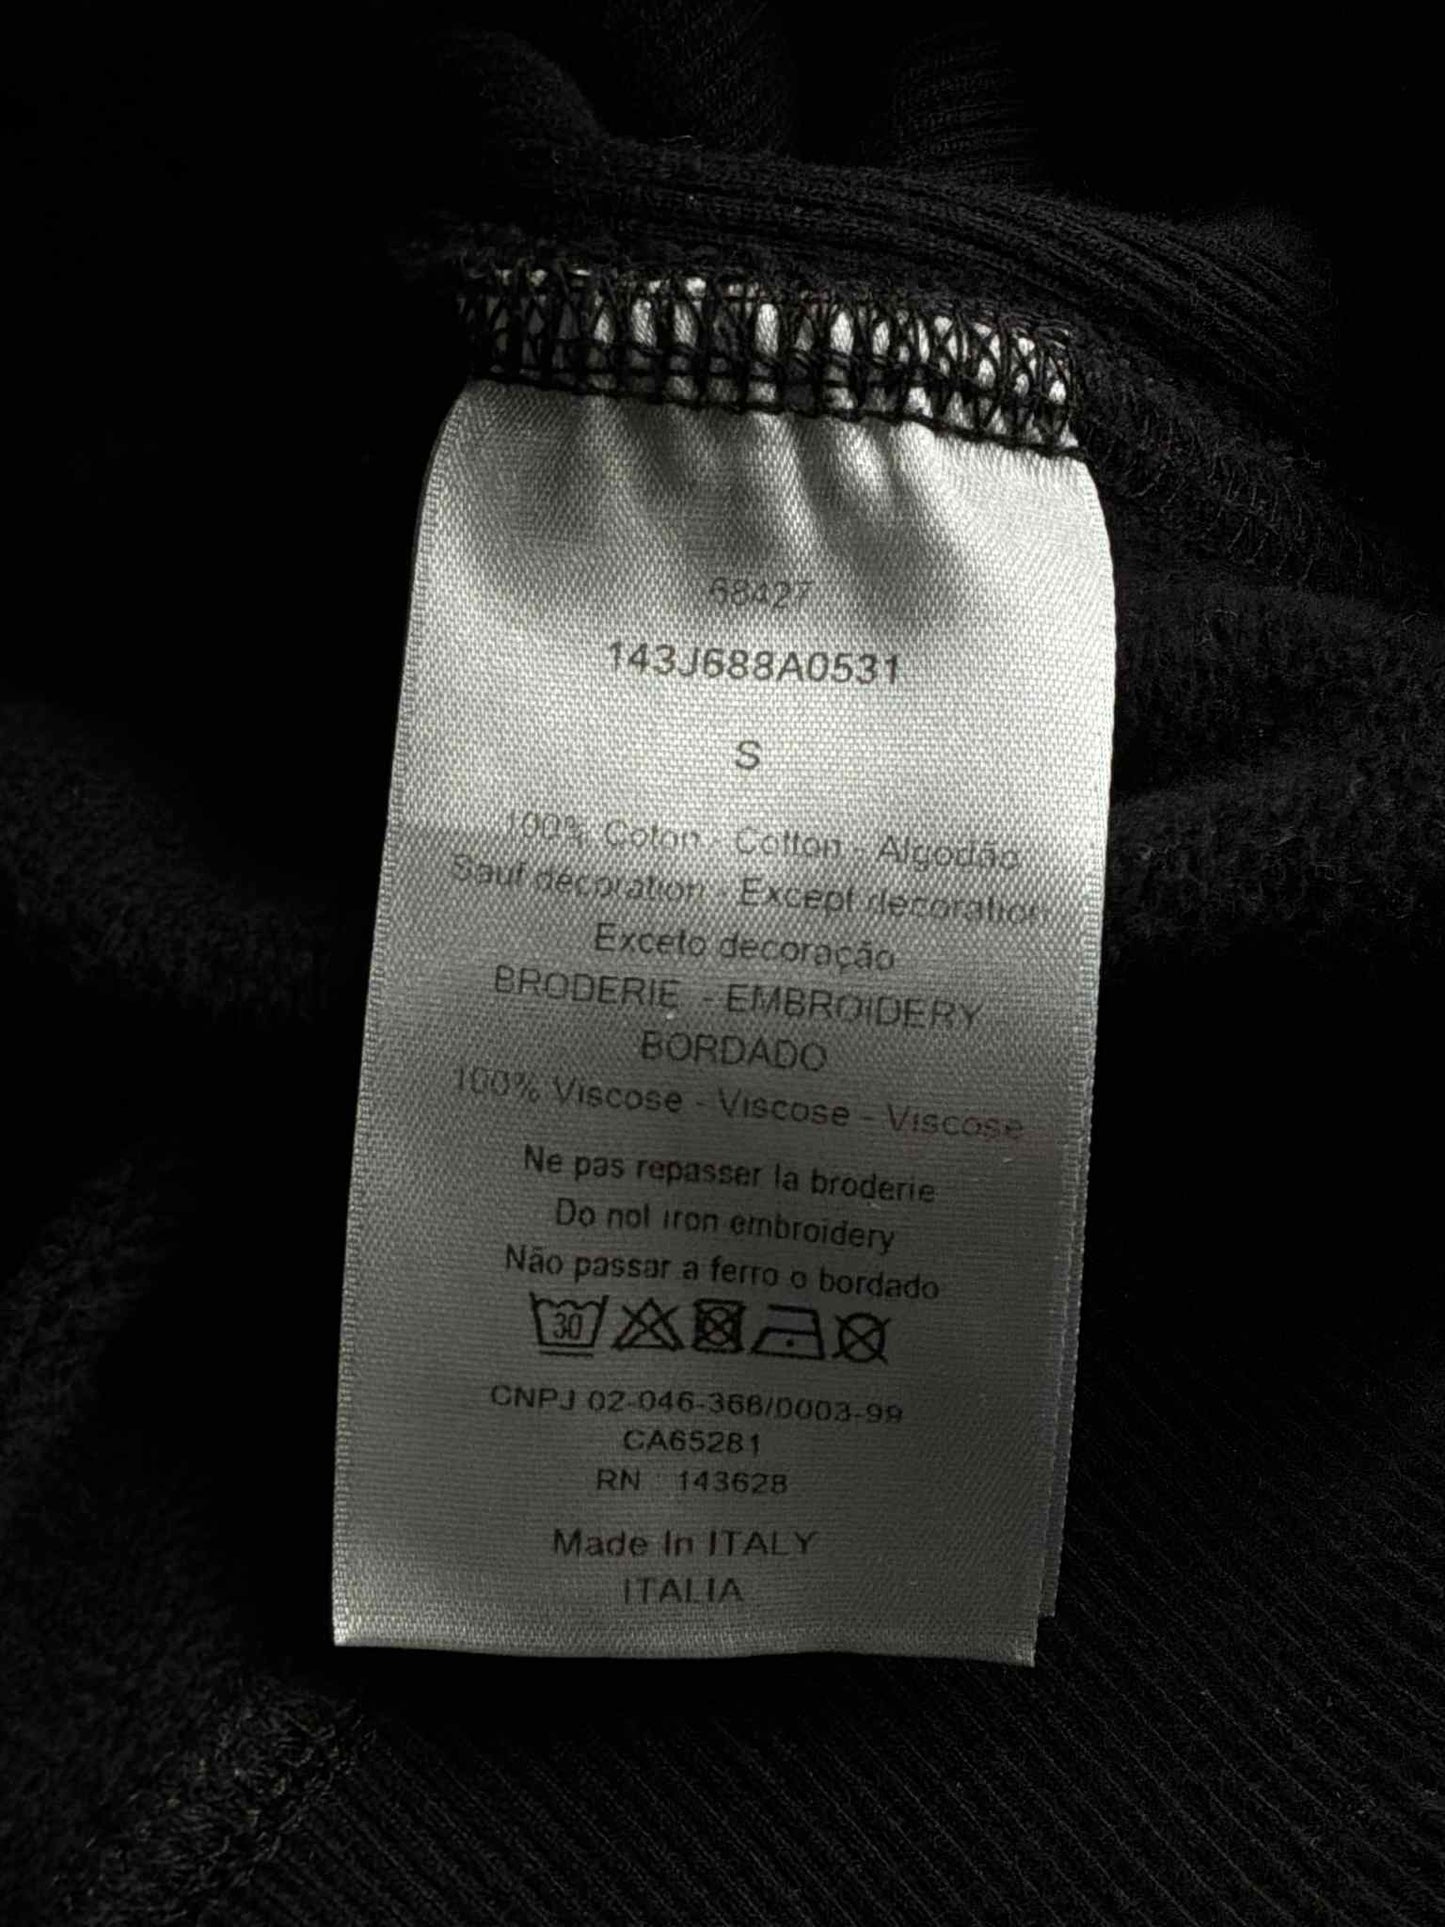 68427
143J688A0531
S
100% Coton - Cotton - Algodão
Sauf décoration - Except decoration
Exceto decoração
BRODERIE - EMBROIDERY
BORDADO
100% Viscose - Viscose - Viscose
Ne pas repasser la broderie
Do not iron embroidery
Não passar a ferro o bordado
30
CNPJ 02-046-366/0003-99
CA65281
RN : 143628
Made In ITALY
ITALIA